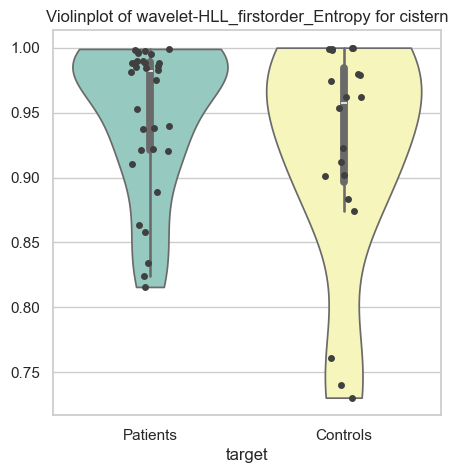 Violinplot of wavelet-HLL_firstorder_Entropy for cistern
1.00
0.95
0.90
0.85
0.80
0.75
Patients
Controls
target